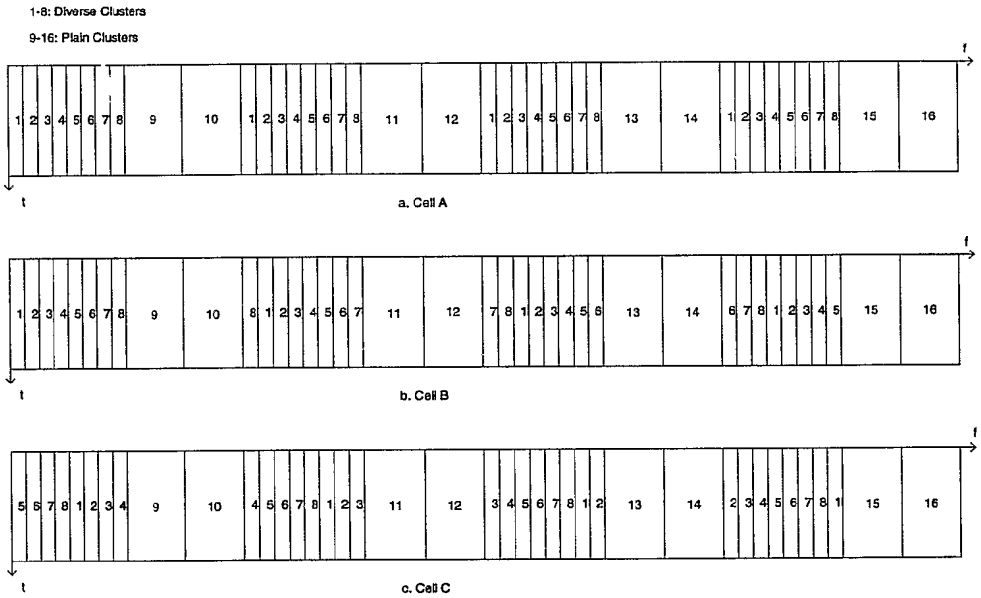 1-8: Diverse Clusters
9-16: Plain Clusters
f
1 2 3 4 5 6 7 8 9 10 1 2 3 4 5 6 7 8 11 12 1 2 3 4 5 6 7 8 13 14 1 2 3 4 5 6 7 8 15 16
t
a. Cell A
f
1 2 3 4 5 6 7 8 9 10 8 1 2 3 4 5 6 7 11 12 7 8 1 2 3 4 5 6 13 14 6 7 8 1 2 3 4 5 15 16
t
b. Cell B
f
5 6 7 8 1 2 3 4 9 10 4 5 6 7 8 1 2 3 11 12 3 4 5 6 7 8 1 2 13 14 2 3 4 5 6 7 8 1 15 16
t
c. Cell C